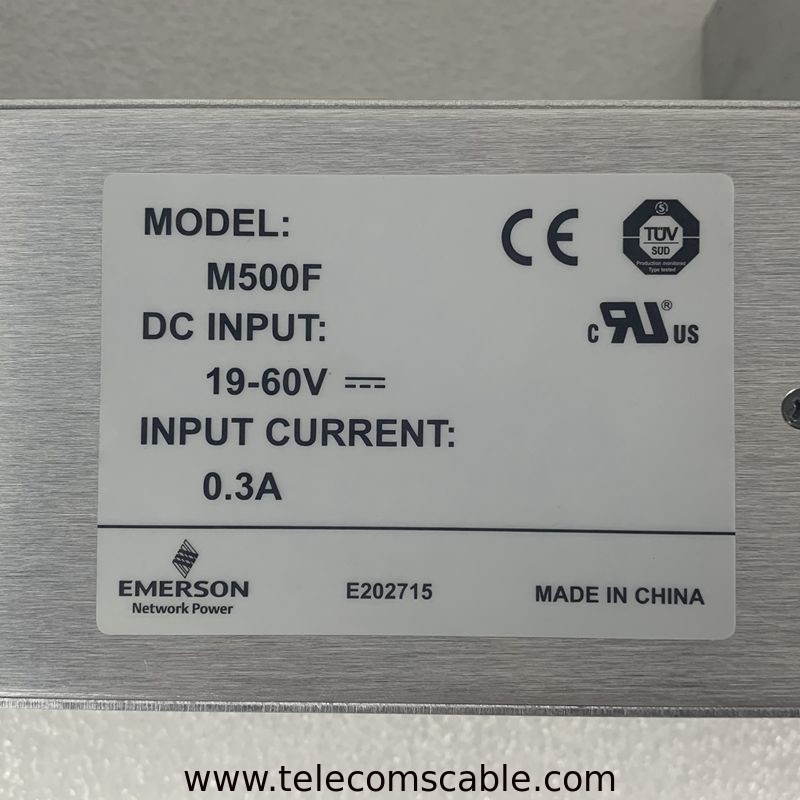 MODEL:
M500F
DC INPUT:
19-60V
INPUT CURRENT:
0.3A
CE
S
TÜV
SÜD
Production monitored
Type tested
c RU ® US
EMERSON
Network Power
E202715
MADE IN CHINA
www.telecomscable.com